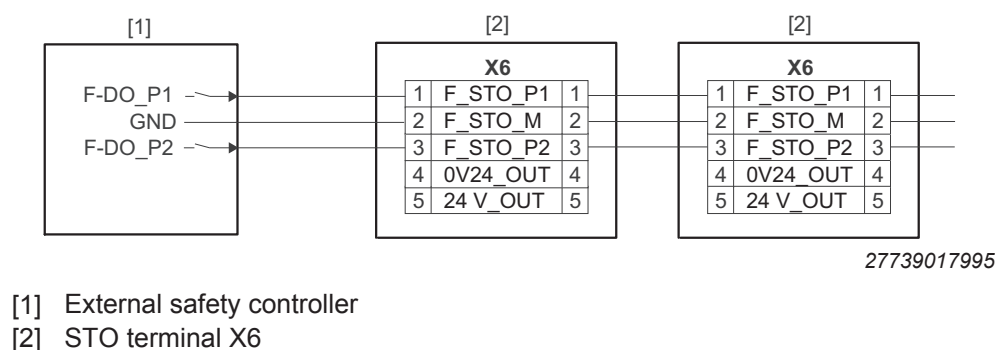 [1] [2] [2]
X6 X6
F-DO_P1 1 F_STO_P1 1 1 F_STO_P1 1
GND 2 F_STO_M 2 2 F_STO_M 2
F-DO_P2 3 F_STO_P2 3 3 F_STO_P2 3
4 0V24_OUT 4 4 0V24_OUT 4
5 24 V_OUT 5 5 24 V_OUT 5
27739017995
[1] External safety controller
[2] STO terminal X6